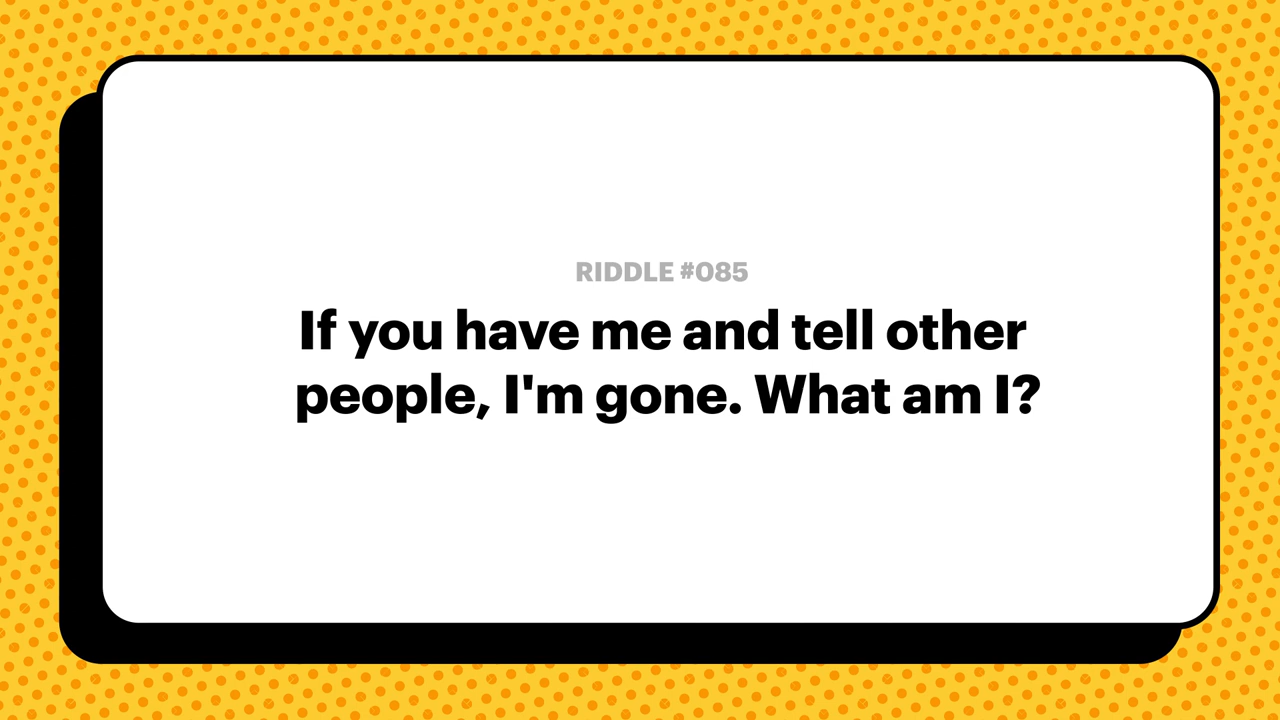 RIDDLE #085
If you have me and tell other
people, I'm gone. What am I?